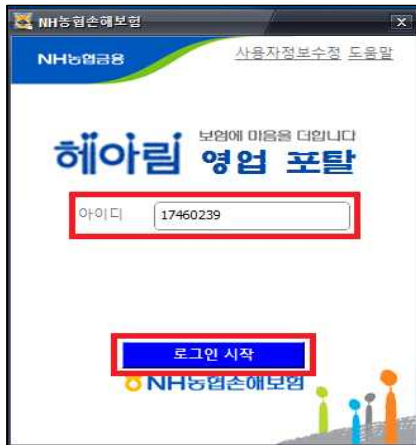 NH농협손해보험
NH농협금융
사용자정보수정 도움말
헤아림 보험에 마음을 더합니다
영업 포탈
아이디 17460239
로그인 시작
NH농협손해보험